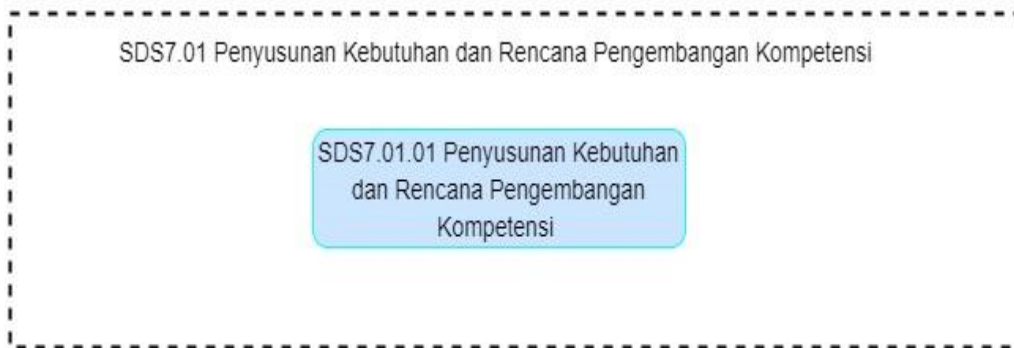 SDS7.01 Penyusunan Kebutuhan dan Rencana Pengembangan Kompetensi
SDS7.01.01 Penyusunan Kebutuhan
dan Rencana Pengembangan
Kompetensi